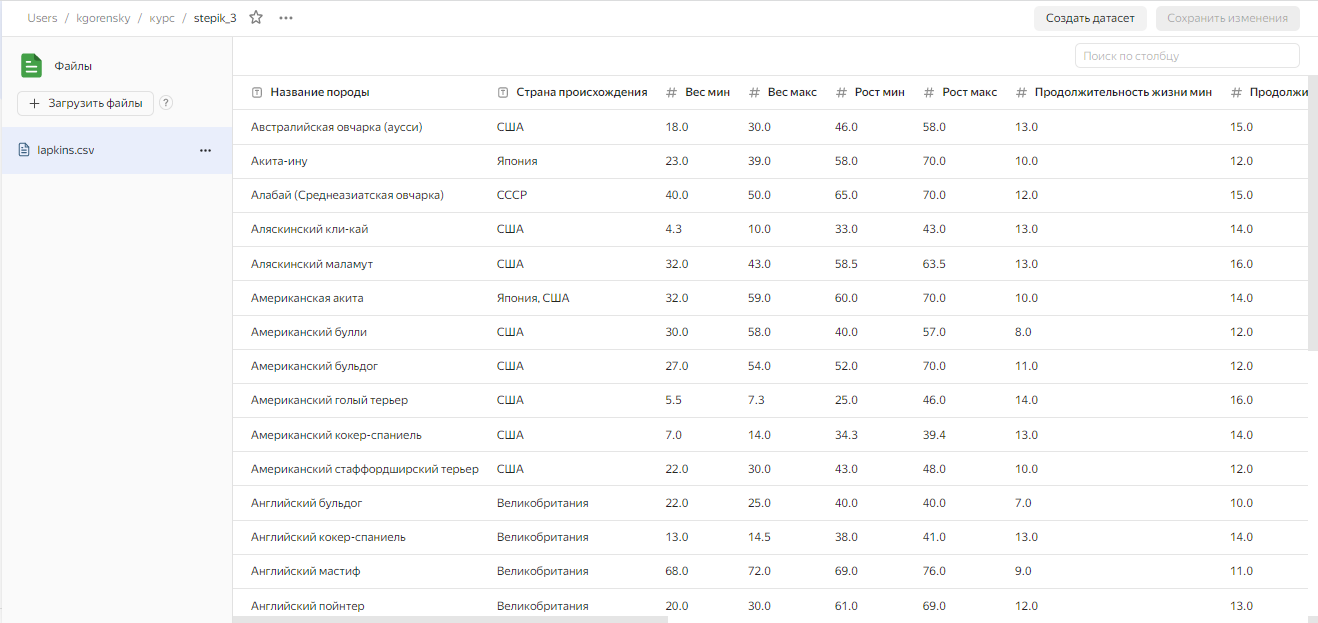 Users / kgorensky / курс / stepik_3
Создать датасет Сохранить изменения
Файлы
Загрузить файлы ?
lapkins.csv
Поиск по столбцу
Название породы Страна происхождения # Вес мин # Вес макс # Рост мин # Рост макс # Продолжительность жизни мин # Продолжи
Австралийская овчарка (аусси) США 18.0 30.0 46.0 58.0 13.0 15.0
Акита-ину Япония 23.0 39.0 58.0 70.0 10.0 12.0
Алабай (Среднеазиатская овчарка) СССР 40.0 50.0 65.0 70.0 12.0 15.0
Аляскинский кли-кай США 4.3 10.0 33.0 43.0 13.0 14.0
Аляскинский маламут США 32.0 43.0 58.5 63.5 13.0 16.0
Американская акита Япония, США 32.0 59.0 60.0 70.0 10.0 14.0
Американский булли США 30.0 58.0 40.0 57.0 8.0 12.0
Американский бульдог США 27.0 54.0 52.0 70.0 11.0 12.0
Американский голый терьер США 5.5 7.3 25.0 46.0 14.0 16.0
Американский кокер-спаниель США 7.0 14.0 34.3 39.4 13.0 14.0
Американский стаффордширский терьер США 22.0 30.0 43.0 48.0 10.0 12.0
Английский бульдог Великобритания 22.0 25.0 40.0 40.0 7.0 10.0
Английский кокер-спаниель Великобритания 13.0 14.5 38.0 41.0 13.0 14.0
Английский мастиф Великобритания 68.0 72.0 69.0 76.0 9.0 11.0
Английский пойнтер Великобритания 20.0 30.0 61.0 69.0 12.0 13.0